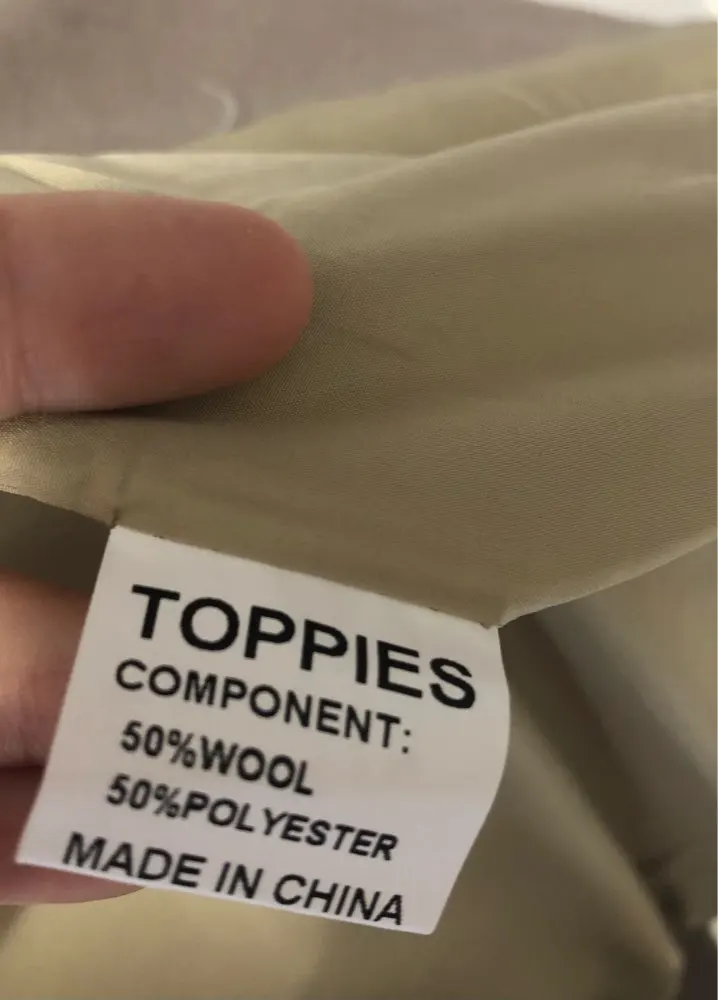 TOPPIES
COMPONENT:
50%WOOL
50%POLYESTER
MADE IN CHINA